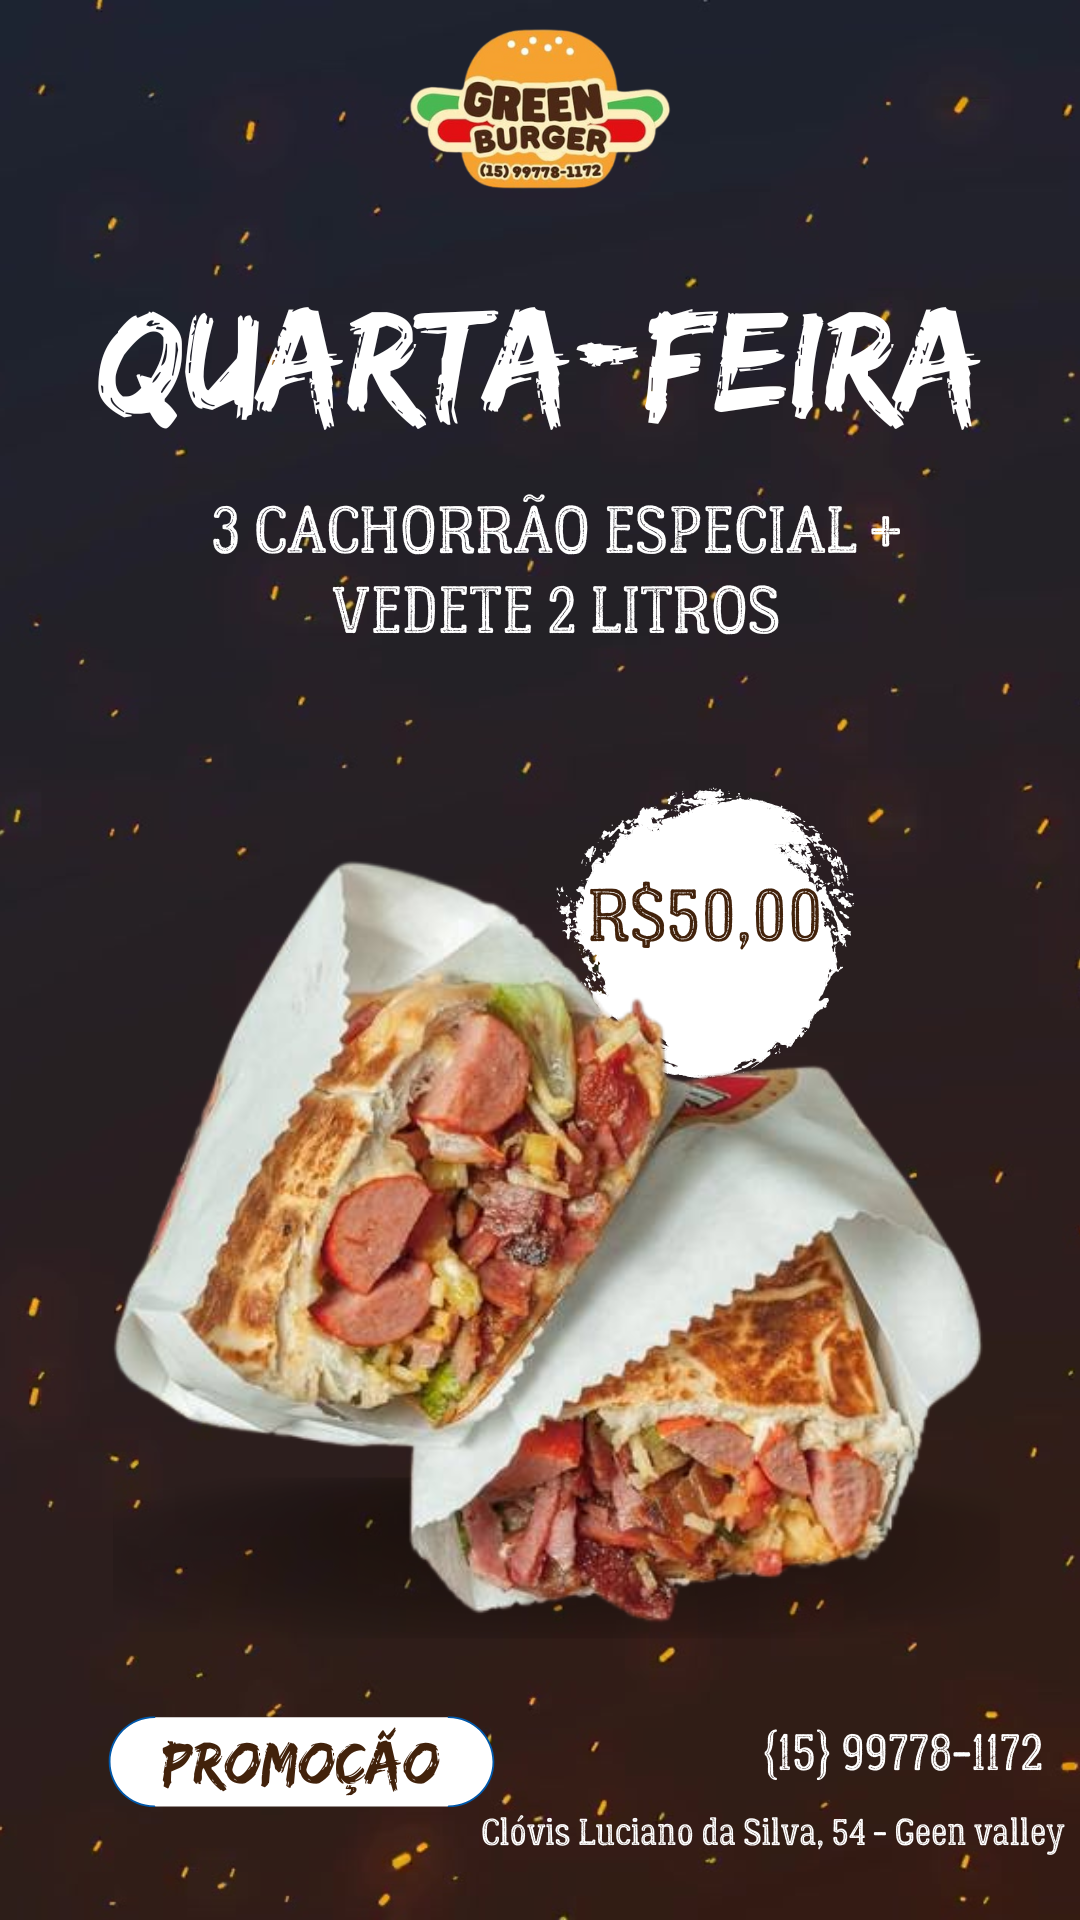 GREEN
BURGER
(15) 99778-1172
QUARTA-FEIRA
3 CACHORRÃO ESPECIAL +
VEDETE 2 LITROS
R$50,00
PROMOÇÃO
(15) 99778-1172
Clóvis Luciano da Silva, 54 - Geen valley